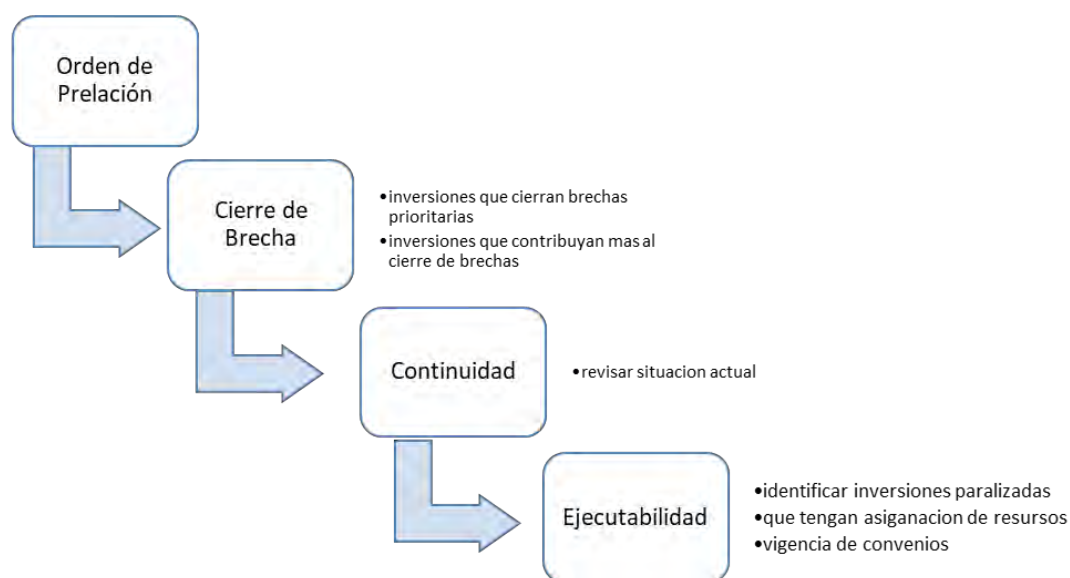 Orden de
Prelación
Cierre de
Brecha
•inversiones que cierran brechas
prioritarias
•inversiones que contribuyan mas al
cierre de brechas
Continuidad
•revisar situacion actual
Ejecutabilidad
•identificar inversiones paralizadas
•que tengan asiganacion de resursos
•vigencia de convenios